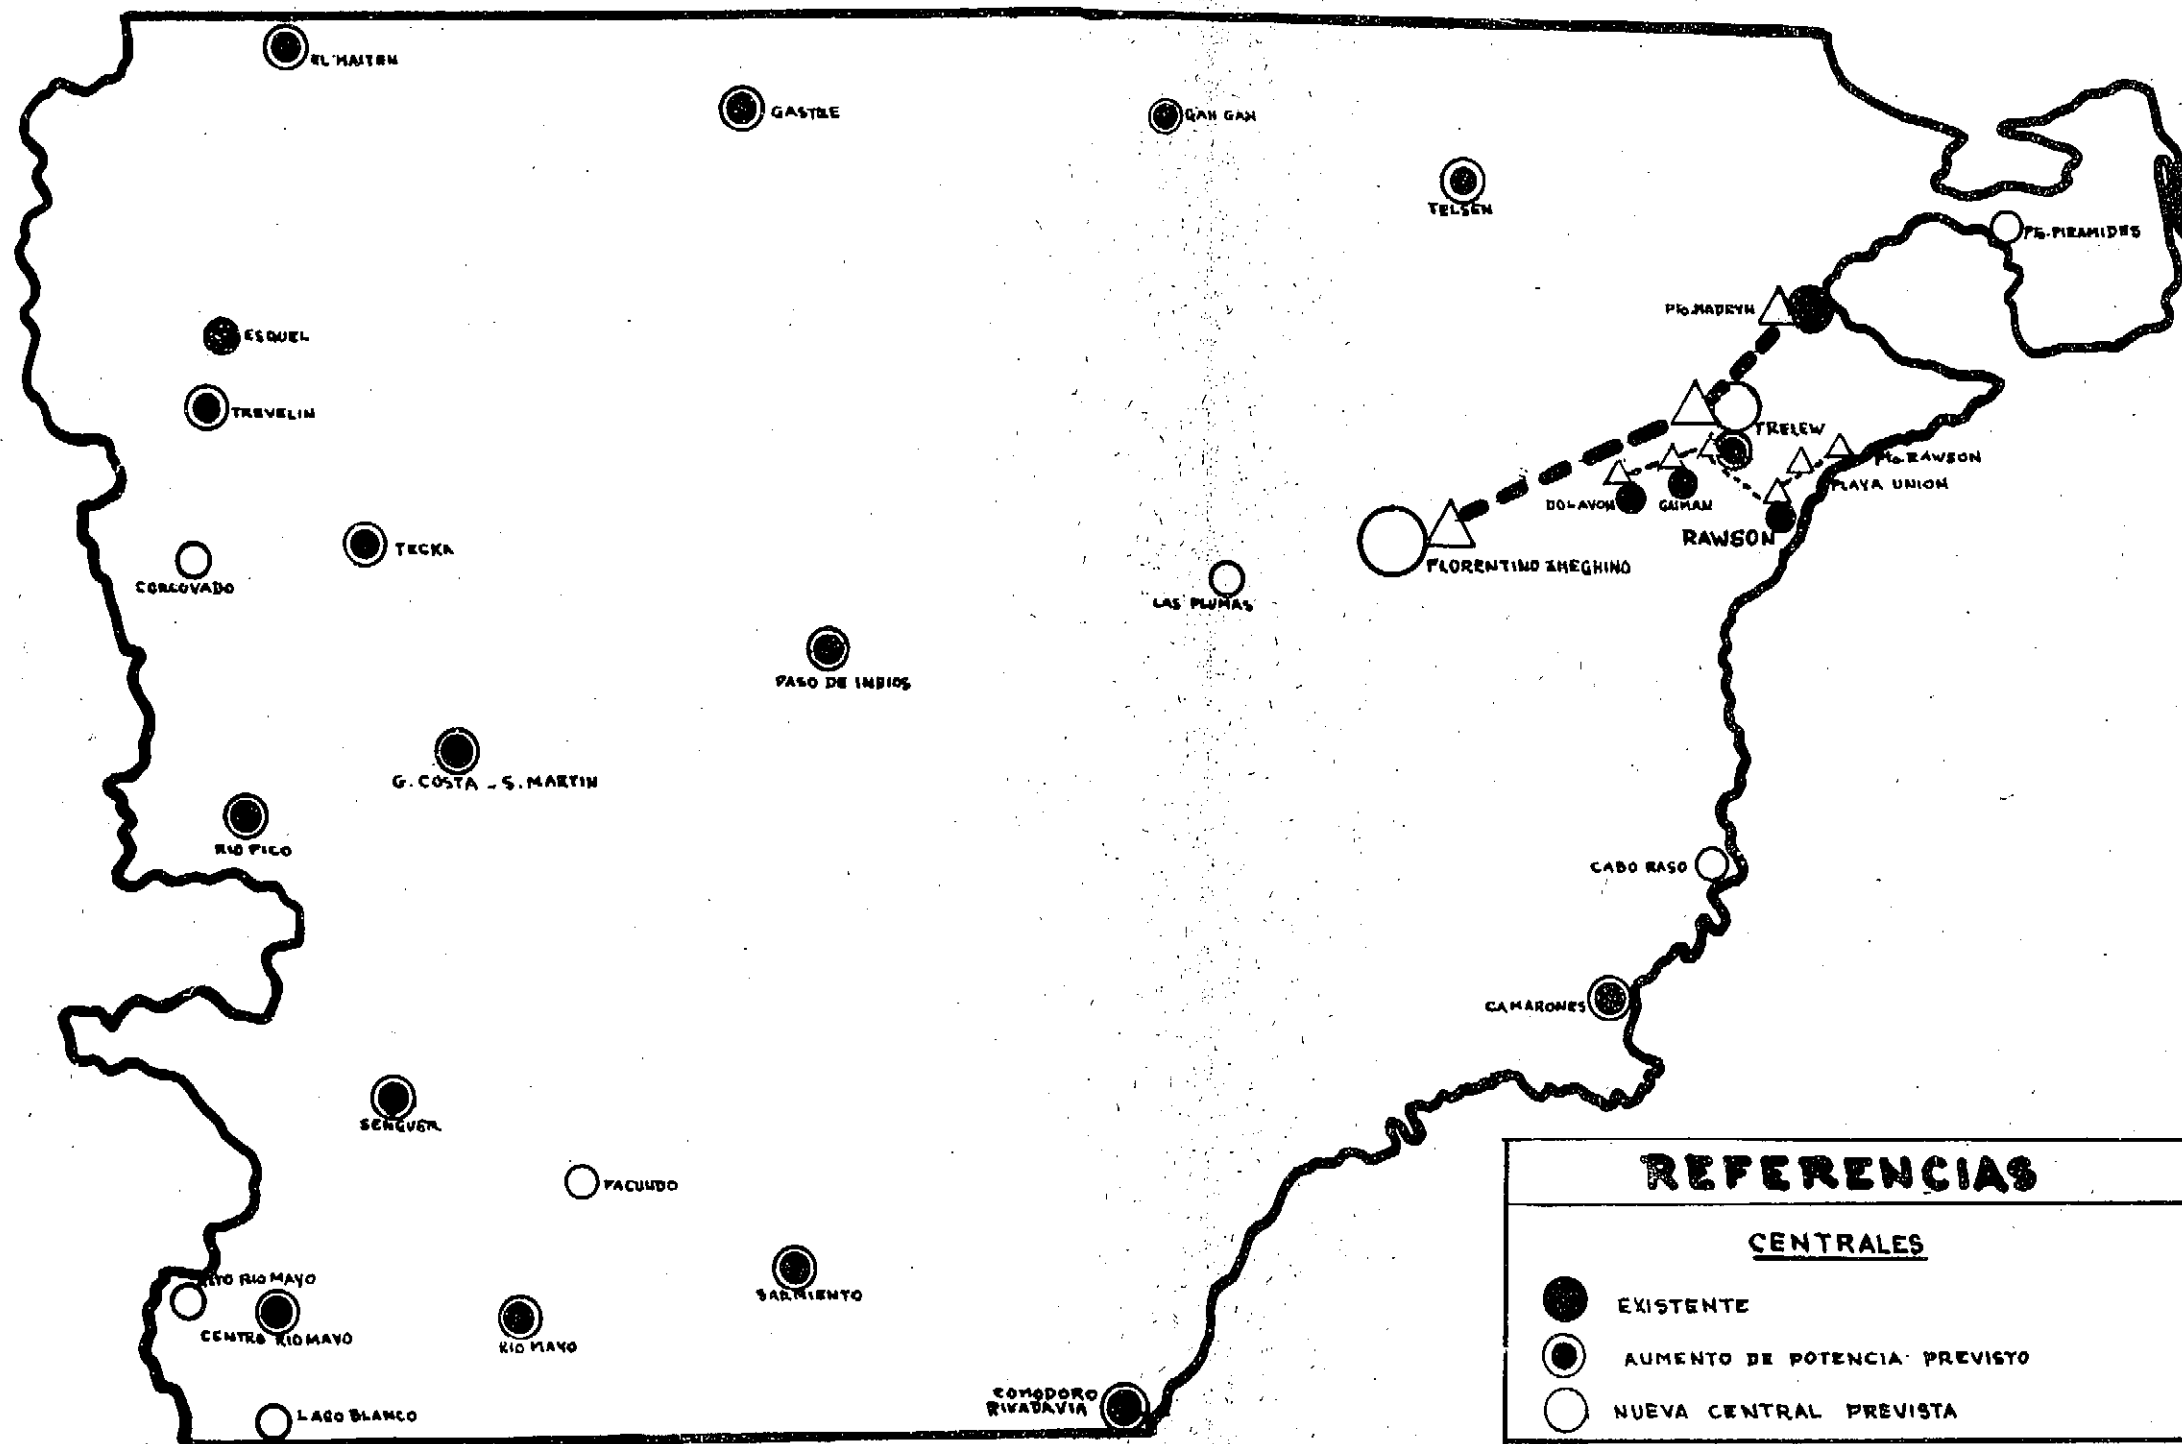 EL MAITEN
GASTRE
GAN GAN
TELSEN
PTO. PIRAMIDES
PTO. MADRYN
ESQUEL
TREVELIN
TRELEW
PTO. RAWSON
PLAYA UNION
DOLAVON
GAIMAN
RAWSON
TECKA
CORCOVADO
FLORENTINO AMEGHINO
LAS PLUMAS
PASO DE INDIOS
G. COSTA - S. MARTIN
RIO PICO
CABO RASO
CAMARONES
SENGUER
FACUNDO
SARMIENTO
ALTO RIO MAYO
CENTRO RIO MAYO
RIO MAYO
COMODORO
RIVADAVIA
LAGO BLANCO
REFERENCIAS
CENTRALES
EXISTENTE
AUMENTO DE POTENCIA PREVISTO
NUEVA CENTRAL PREVISTA